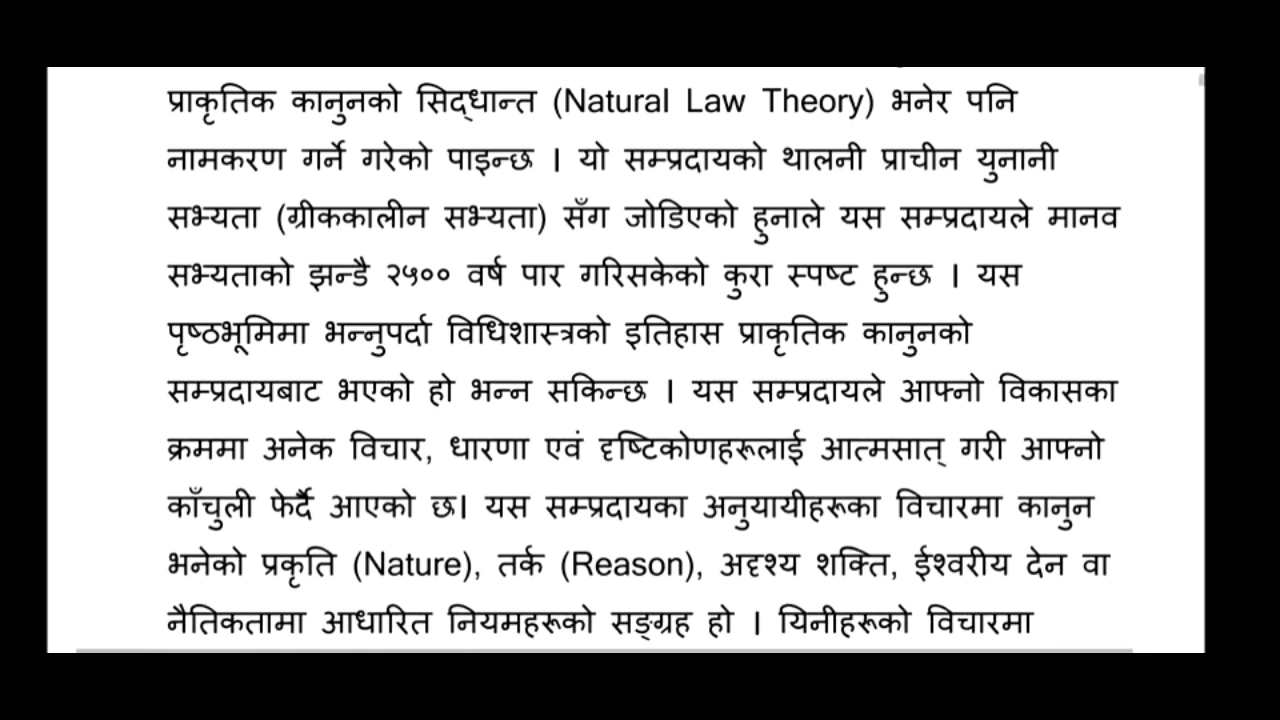 प्राकृतिक कानुनको सिद्धान्त (Natural Law Theory) भनेर पनि
नामकरण गर्ने गरेको पाइन्छ । यो सम्प्रदायको थालनी प्राचीन युनानी
सभ्यता (ग्रीककालीन सभ्यता) सँग जोडिएको हुनाले यस सम्प्रदायले मानव
सभ्यताको झन्डै २५०० वर्ष पार गरिसकेको कुरा स्पष्ट हुन्छ । यस
पृष्ठभूमिमा भन्नुपर्दा विधिशास्त्रको इतिहास प्राकृतिक कानुनको
सम्प्रदायबाट भएको हो भन्न सकिन्छ । यस सम्प्रदायले आफ्नो विकासका
क्रममा अनेक विचार, धारणा एवं दृष्टिकोणहरूलाई आत्मसात् गरी आफ्नो
काँचुली फेर्दै आएको छ। यस सम्प्रदायका अनुयायीहरूका विचारमा कानुन
भनेको प्रकृति (Nature), तर्क (Reason), अदृश्य शक्ति, ईश्वरीय देन वा
नैतिकतामा आधारित नियमहरूको सङ्ग्रह हो । यिनीहरूको विचारमा